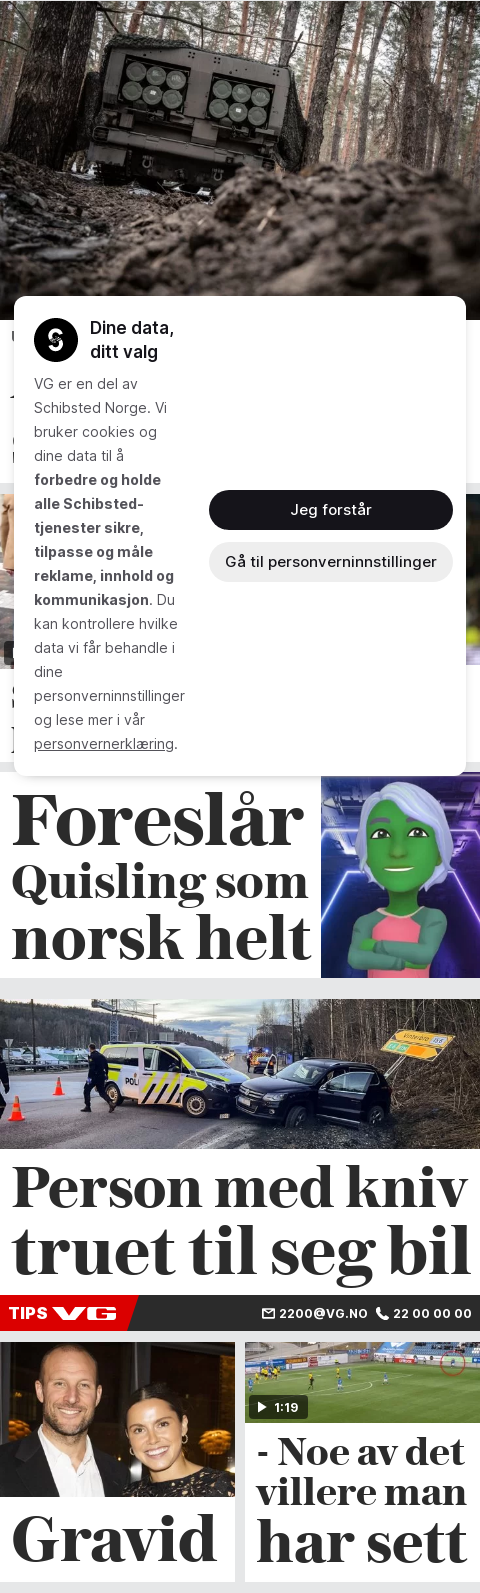 Dine data,
ditt valg
VG er en del av
Schibsted Norge. Vi
bruker cookies og
dine data til å
forbedre og holde
alle Schibsted-
tjenester sikre,
tilpasse og måle
reklame, innhold og
kommunikasjon. Du
kan kontrollere hvilke
data vi får behandle i
dine
personverninnstillinger
og lese mer i vår
personvernerklæring.
Jeg forstår
Gå til personverninnstillinger
Foreslår
Quisling som
norsk helt
POLI
Person med kniv
truet til seg bil
TIPS VG
2200@VG.NO 22 00 00 00
Gravid
1:19
- Noe av det
villere man
har sett